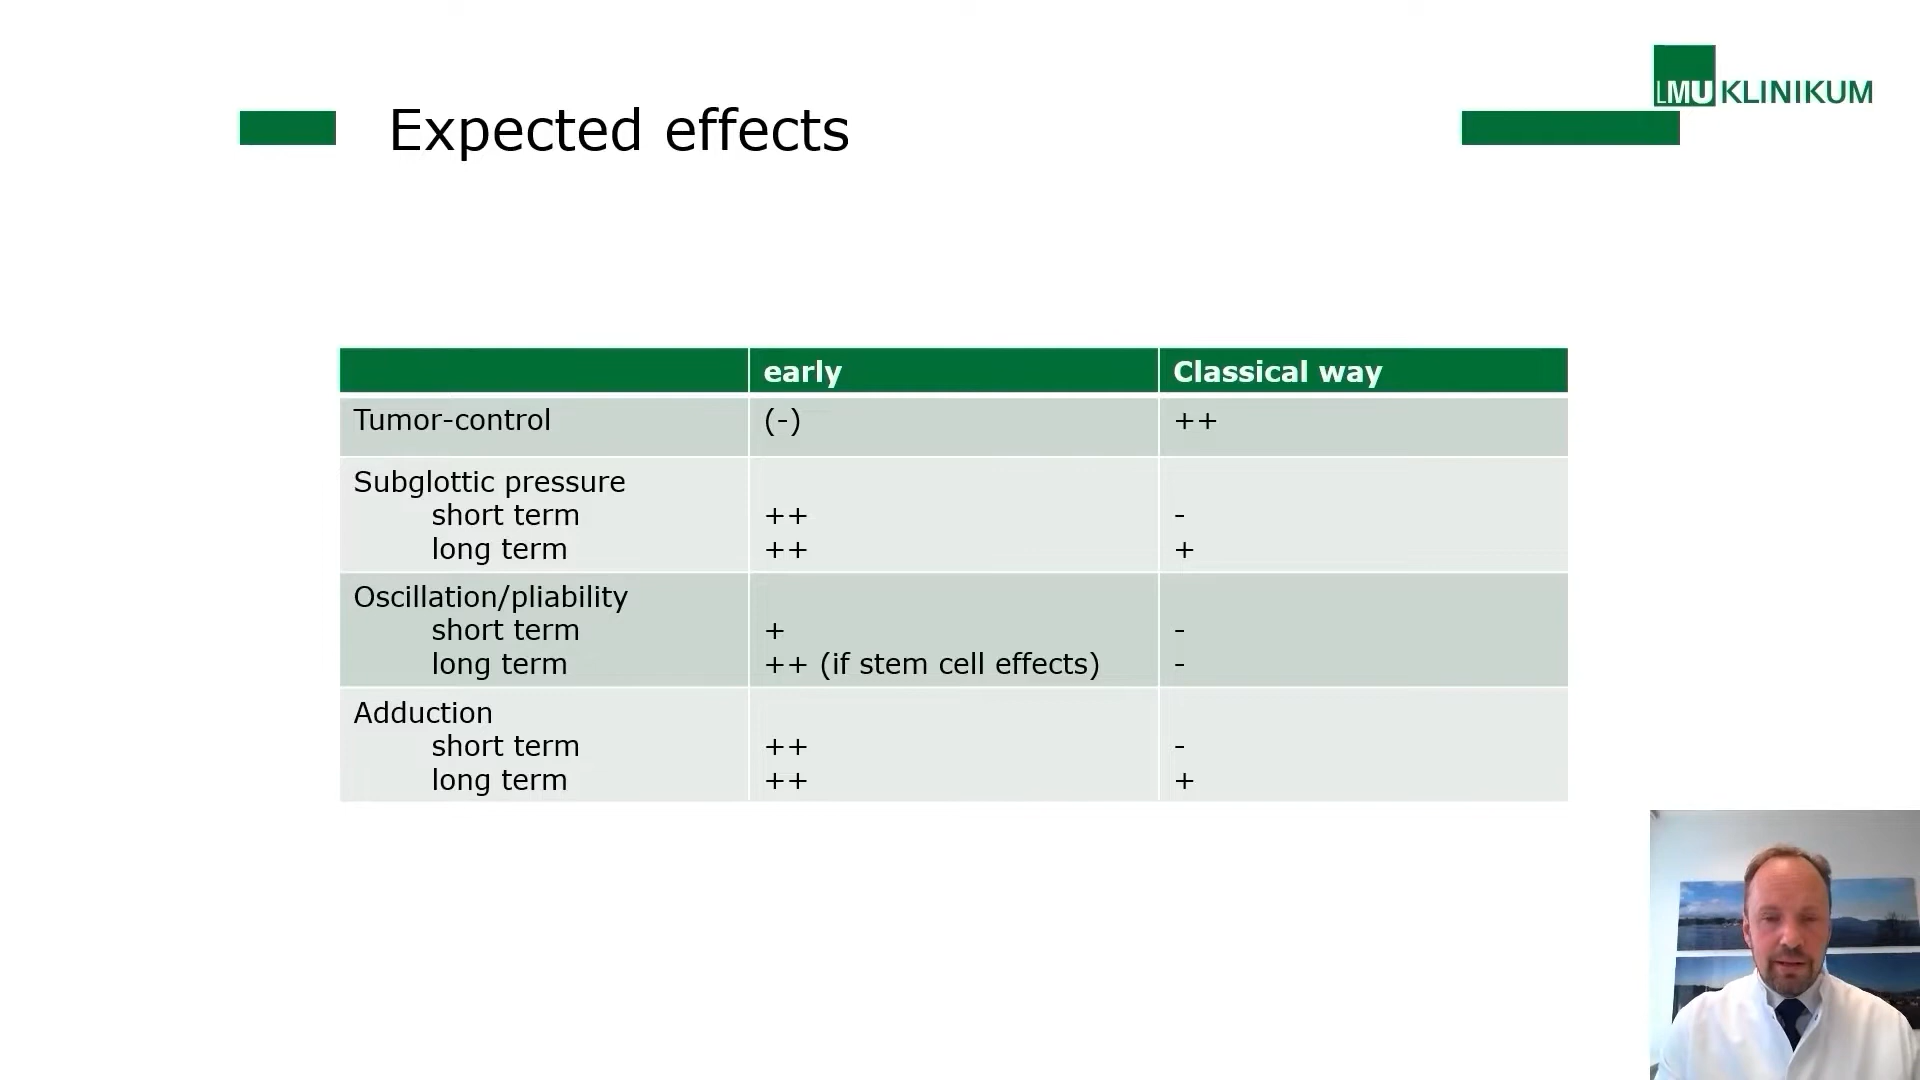 LMU KLINIKUM
Expected effects
early Classical way
Tumor-control (-) ++
Subglottic pressure
short term ++ -
long term ++ +
Oscillation/pliability
short term + -
long term ++ (if stem cell effects) -
Adduction
short term ++ -
long term ++ +